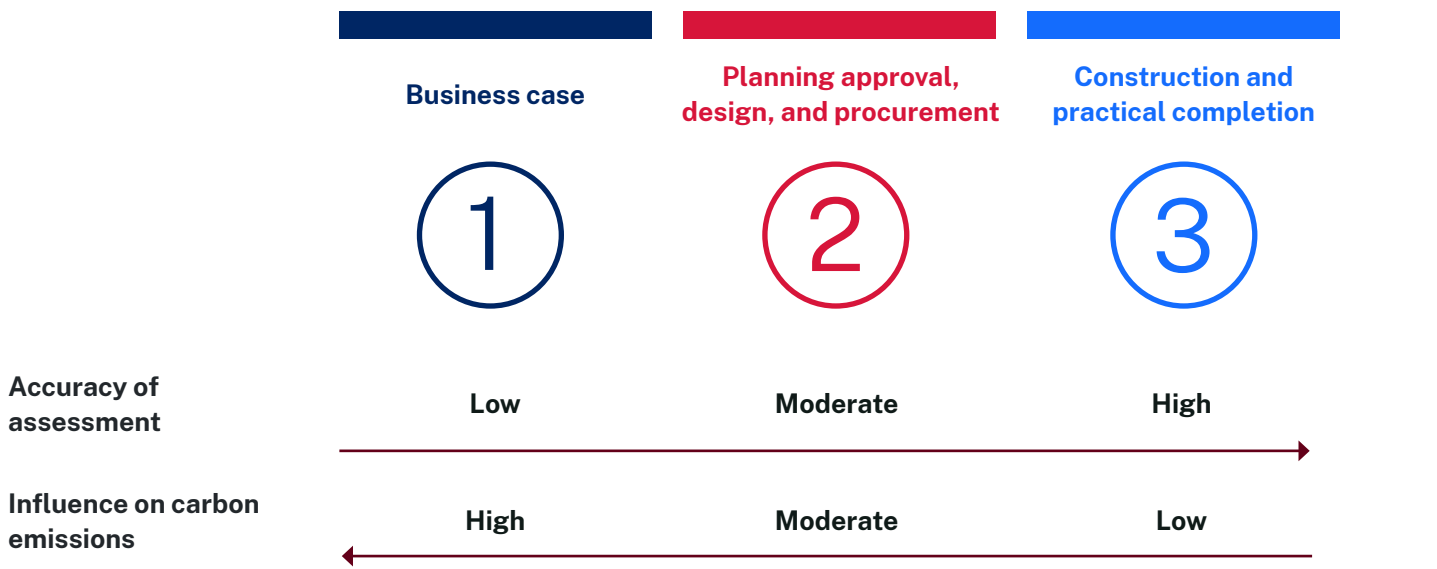 Business case
Planning approval,
design, and procurement
Construction and
practical completion
1
2
3
Accuracy of
assessment
Low
Moderate
High
Influence on carbon
emissions
High
Moderate
Low